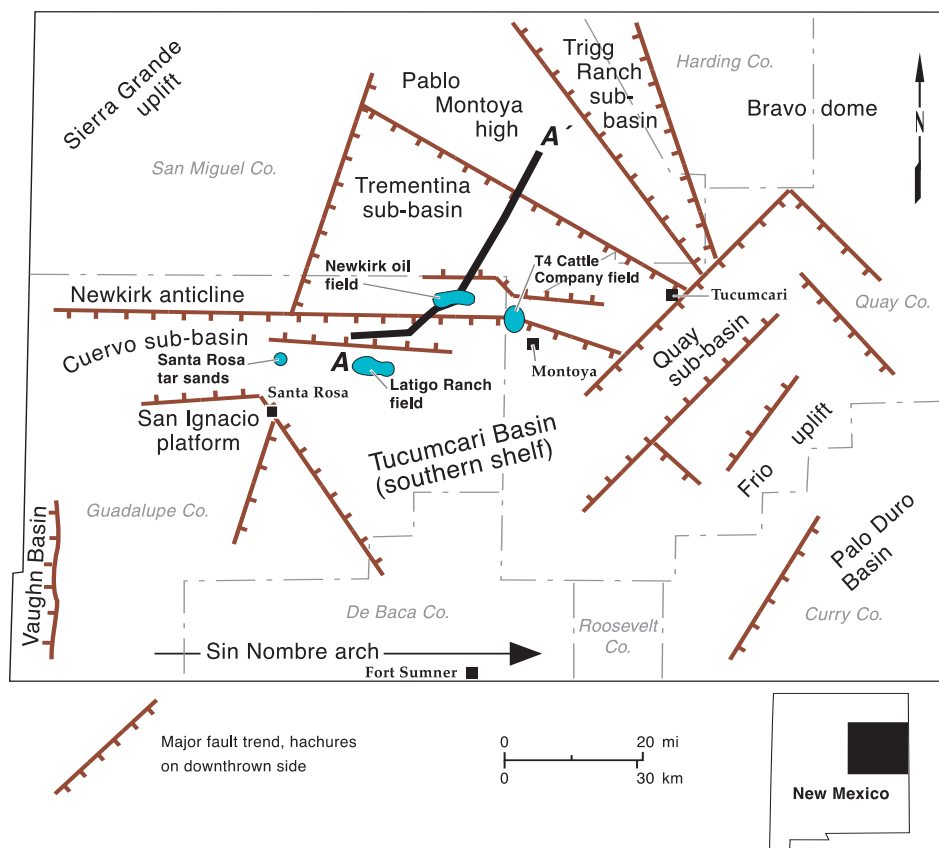 Sierra Grande
uplift
Pablo
Montoya
high
Trigg
Ranch
sub-
basin
Harding Co.
Bravo dome
N
A´
San Miguel Co.
Trementina
sub-basin
Newkirk oil
field
T4 Cattle
Company field
Newkirk anticline
Tucumcari
Quay Co.
Cuervo sub-basin
Quay
sub-basin
Santa Rosa
tar sands
A
Montoya
Santa Rosa
Latigo Ranch
field
San Ignacio
platform
Tucumcari Basin
(southern shelf)
Frio uplift
Guadalupe Co.
Vaughn Basin
Palo Duro
Basin
De Baca Co.
Roosevelt
Co.
Curry Co.
Sin Nombre arch
Fort Sumner
Major fault trend, hachures
on downthrown side
0 20 mi
0 30 km
New Mexico